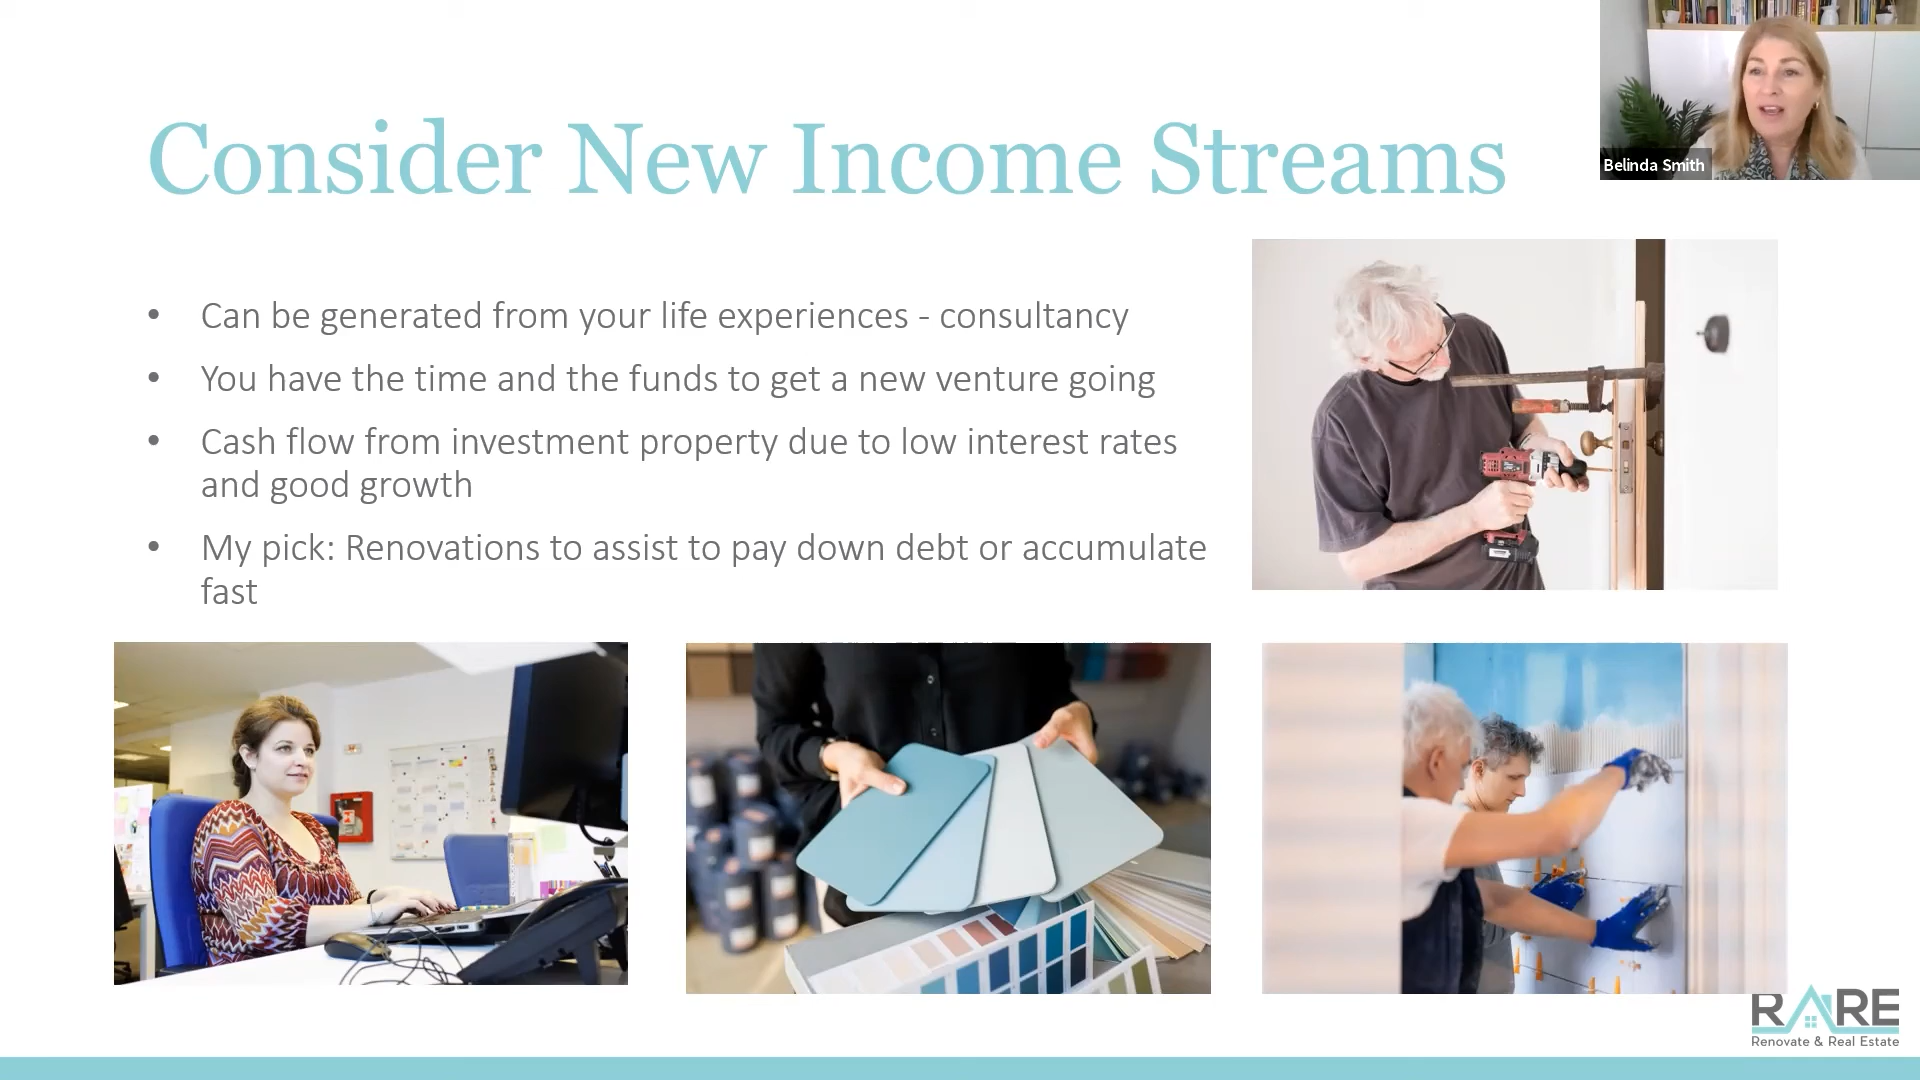 Consider New Income Streams
Belinda Smith
• Can be generated from your life experiences - consultancy
• You have the time and the funds to get a new venture going
• Cash flow from investment property due to low interest rates
and good growth
• My pick: Renovations to assist to pay down debt or accumulate
fast
RARE
Renovate & Real Estate